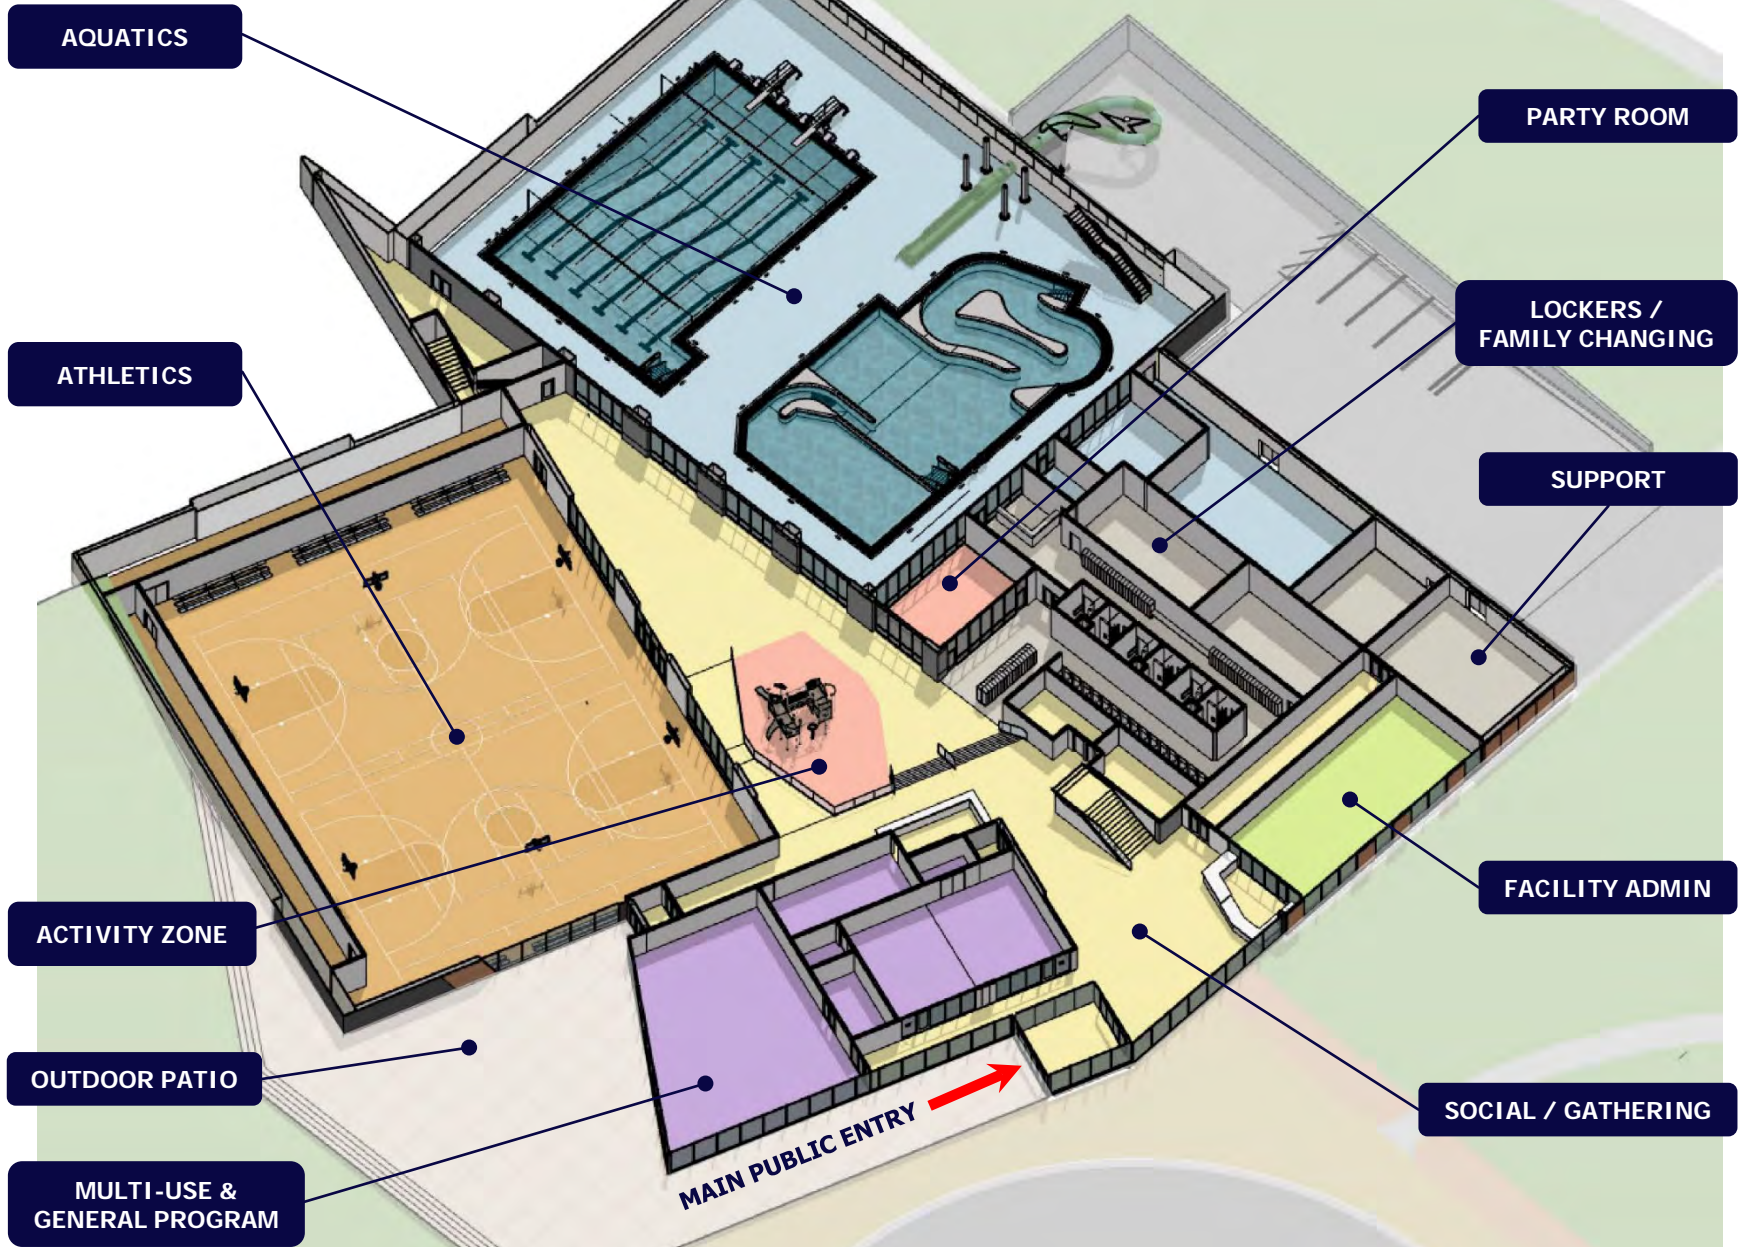 AQUATICS
PARTY ROOM
LOCKERS /
FAMILY CHANGING
ATHLETICS
SUPPORT
FACILITY ADMIN
ACTIVITY ZONE
OUTDOOR PATIO
SOCIAL / GATHERING
MAIN PUBLIC ENTRY
MULTI-USE &
GENERAL PROGRAM